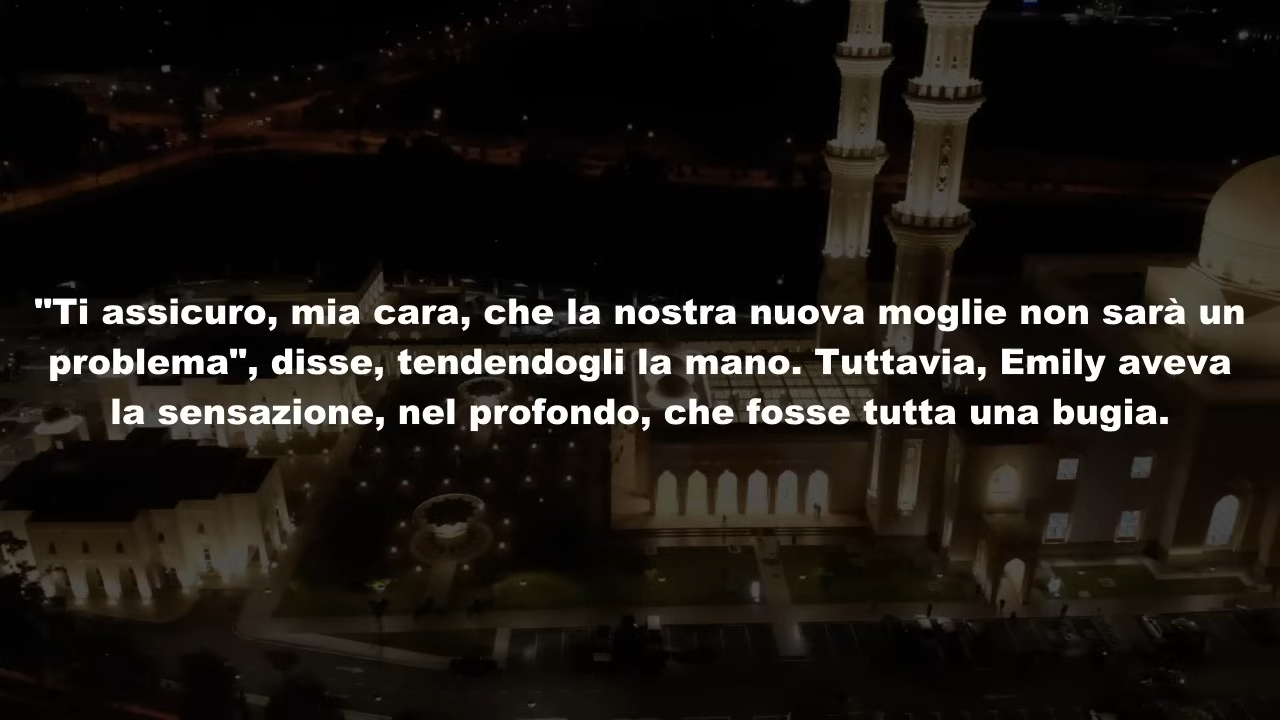 "Ti assicuro, mia cara, che la nostra nuova moglie non sarà un
problema", disse, tendendogli la mano. Tuttavia, Emily aveva
la sensazione, nel profondo, che fosse tutta una bugia.